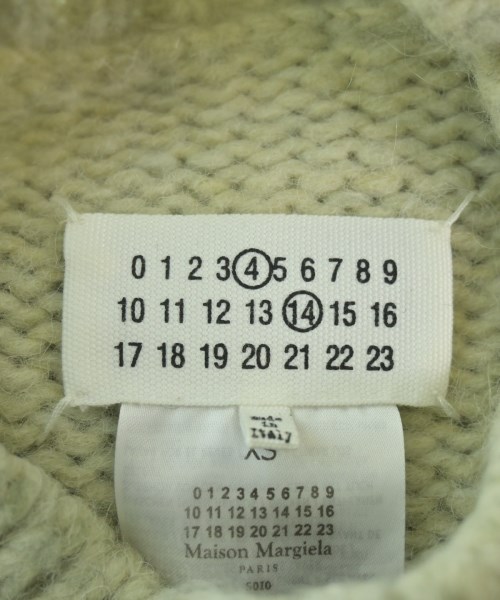 0 1 2 3 4 5 6 7 8 9
10 11 12 13 14 15 16
17 18 19 20 21 22 23
made
in
Italy
XS
0 1 2 3 4 5 6 7 8 9
10 11 12 13 14 15 16
17 18 19 20 21 22 23
Maison Margiela
PARIS